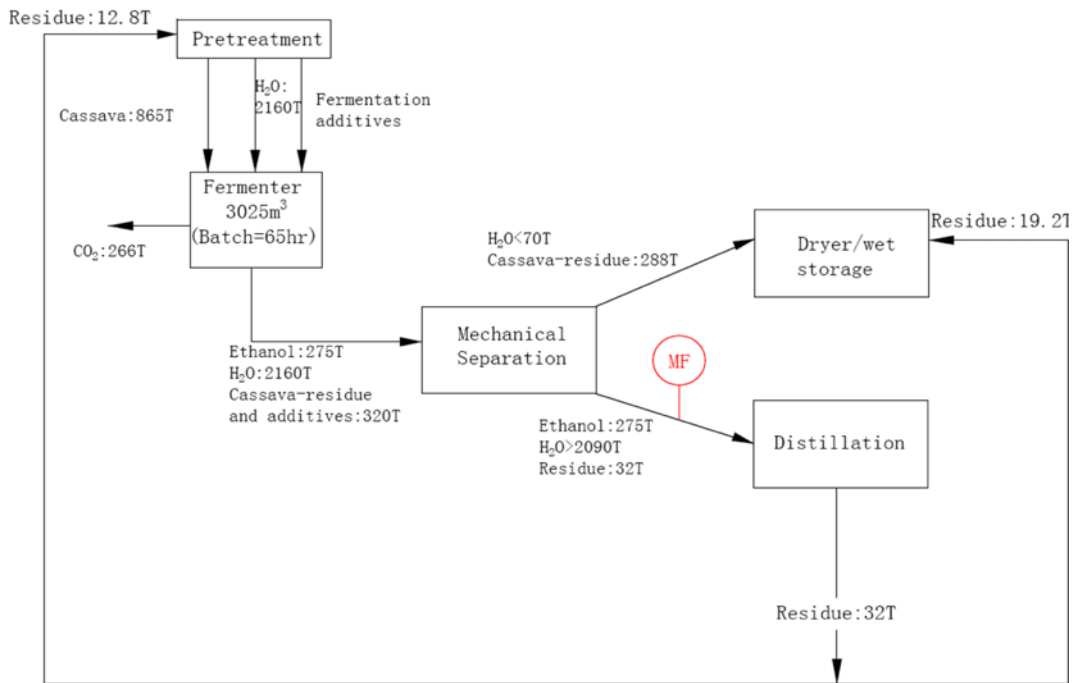 Residue:12.8T
Pretreatment
Cassava:865T
H₂O:
2160T
Fermentation
additives
Fermenter
3025m³
(Batch=65hr)
CO₂:266T
Ethanol:275T
H₂O:2160T
Cassava-residue
and additives:320T
Mechanical
Separation
H₂O<70T
Cassava-residue:288T
Dryer/wet
storage
Residue:19.2T
MF
Ethanol:275T
H₂O>2090T
Residue:32T
Distillation
Residue:32T